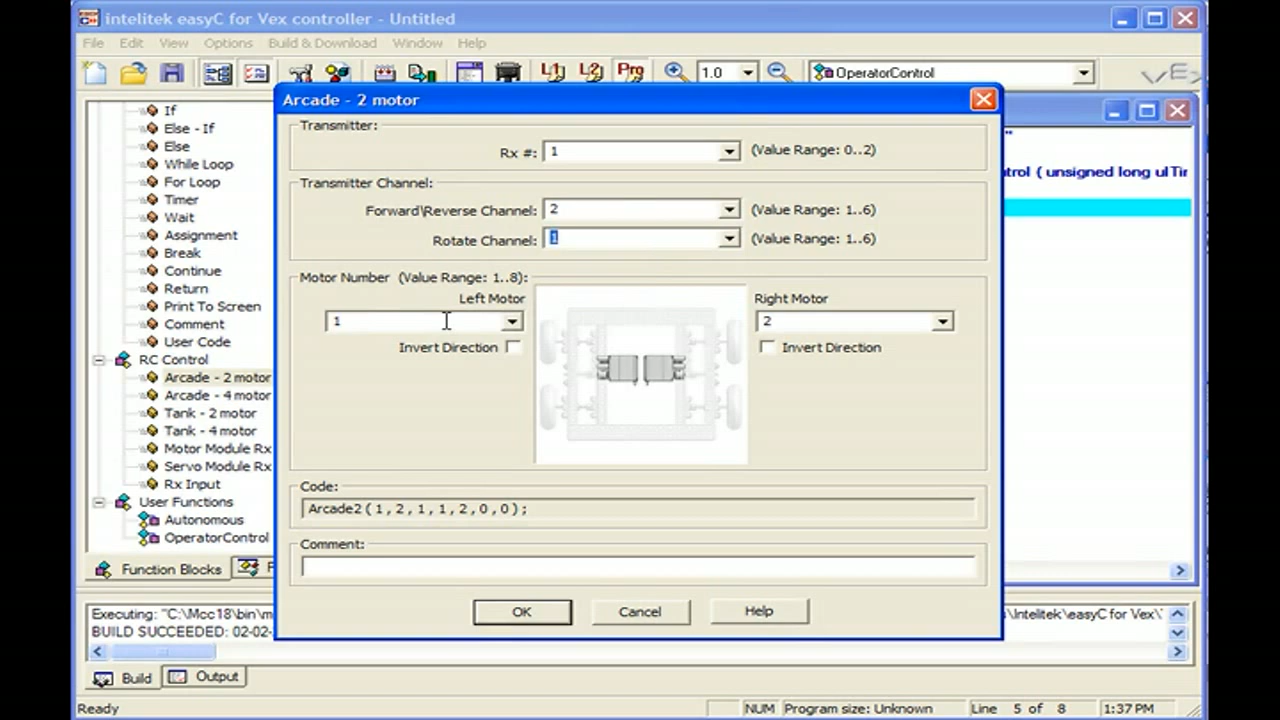 intelitek easyC for Vex controller - Untitled
File Edit View Options Build & Download Window Help
L1 L2 Prg 1.0 OperatorControl
Arcade - 2 motor
If
Else - If
Else
While Loop
For Loop
Timer
Wait
Assignment
Break
Continue
Return
Print To Screen
Comment
User Code
RC Control
Arcade - 2 motor
Arcade - 4 motor
Tank - 2 motor
Tank - 4 motor
Motor Module Rx
Servo Module Rx
Rx Input
User Functions
Autonomous
OperatorControl
Function Blocks
Transmitter:
Rx #: 1 (Value Range: 0..2)
Transmitter Channel:
Forward\Reverse Channel: 2 (Value Range: 1..6)
Rotate Channel: 1 (Value Range: 1..6)
Motor Number (Value Range: 1..8):
Left Motor Right Motor
1 2
Invert Direction Invert Direction
Code:
Arcade2(1,2,1,1,2,0,0);
Comment:
OK Cancel Help
( unsigned long ulTir
Executing: "C:\Mcc18\bin\m
\Intelitek\easyC for Vex\
BUILD SUCCEEDED: 02-02-
Build Output
Ready NUM Program size: Unknown Line 5 of 8 1:37 PM